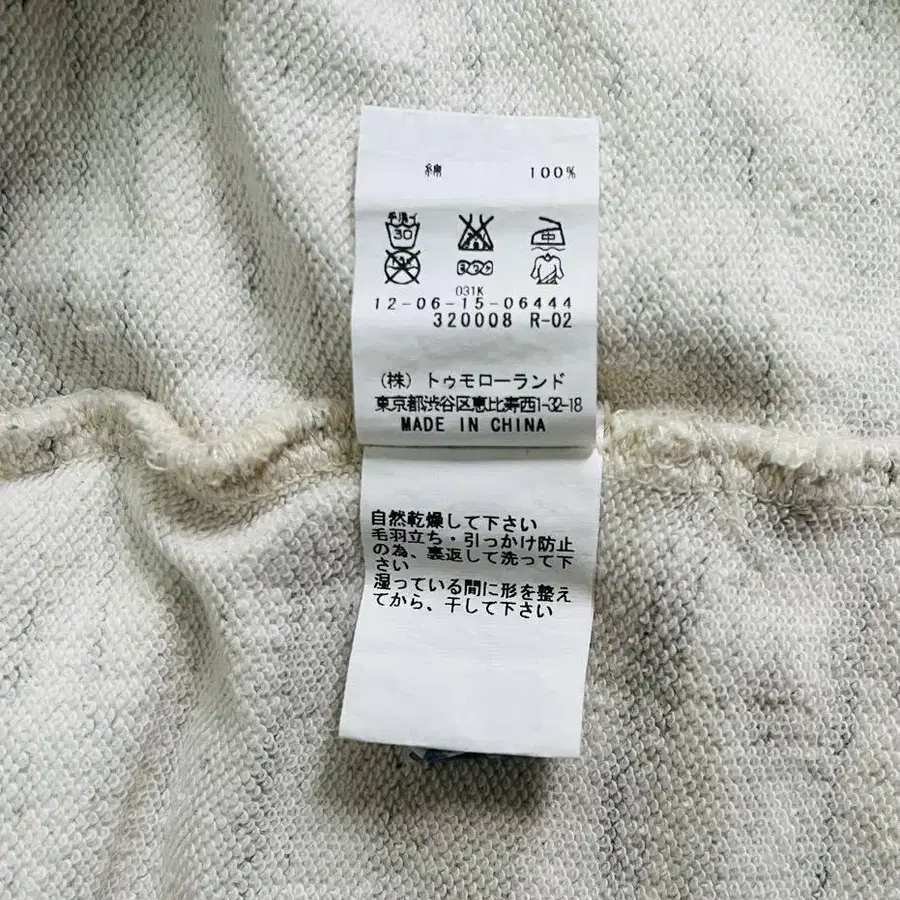 綿 100%
手洗イ
30
中
031K
12-06-15-06444
320008 R-02
(株) トゥモローランド
東京都渋谷区恵比寿西1-32-18
MADE IN CHINA
自然乾燥して下さい
毛羽立ち・引っかけ防止
の為、裏返して洗って下
さい
湿っている間に形を整え
てから、干して下さい